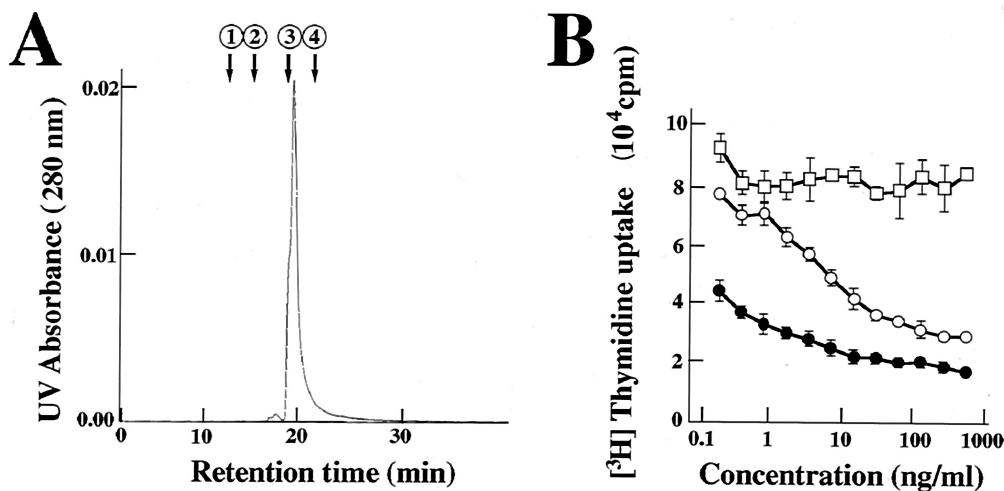 A
① ② ③ ④
UV Absorbance (280 nm)
0.02
0.01
0.00
0 10 20 30
Retention time (min)
B
[³H] Thymidine uptake (10⁴cpm)
10
8
6
4
2
0
0.1 1 10 100 1000
Concentration (ng/ml)